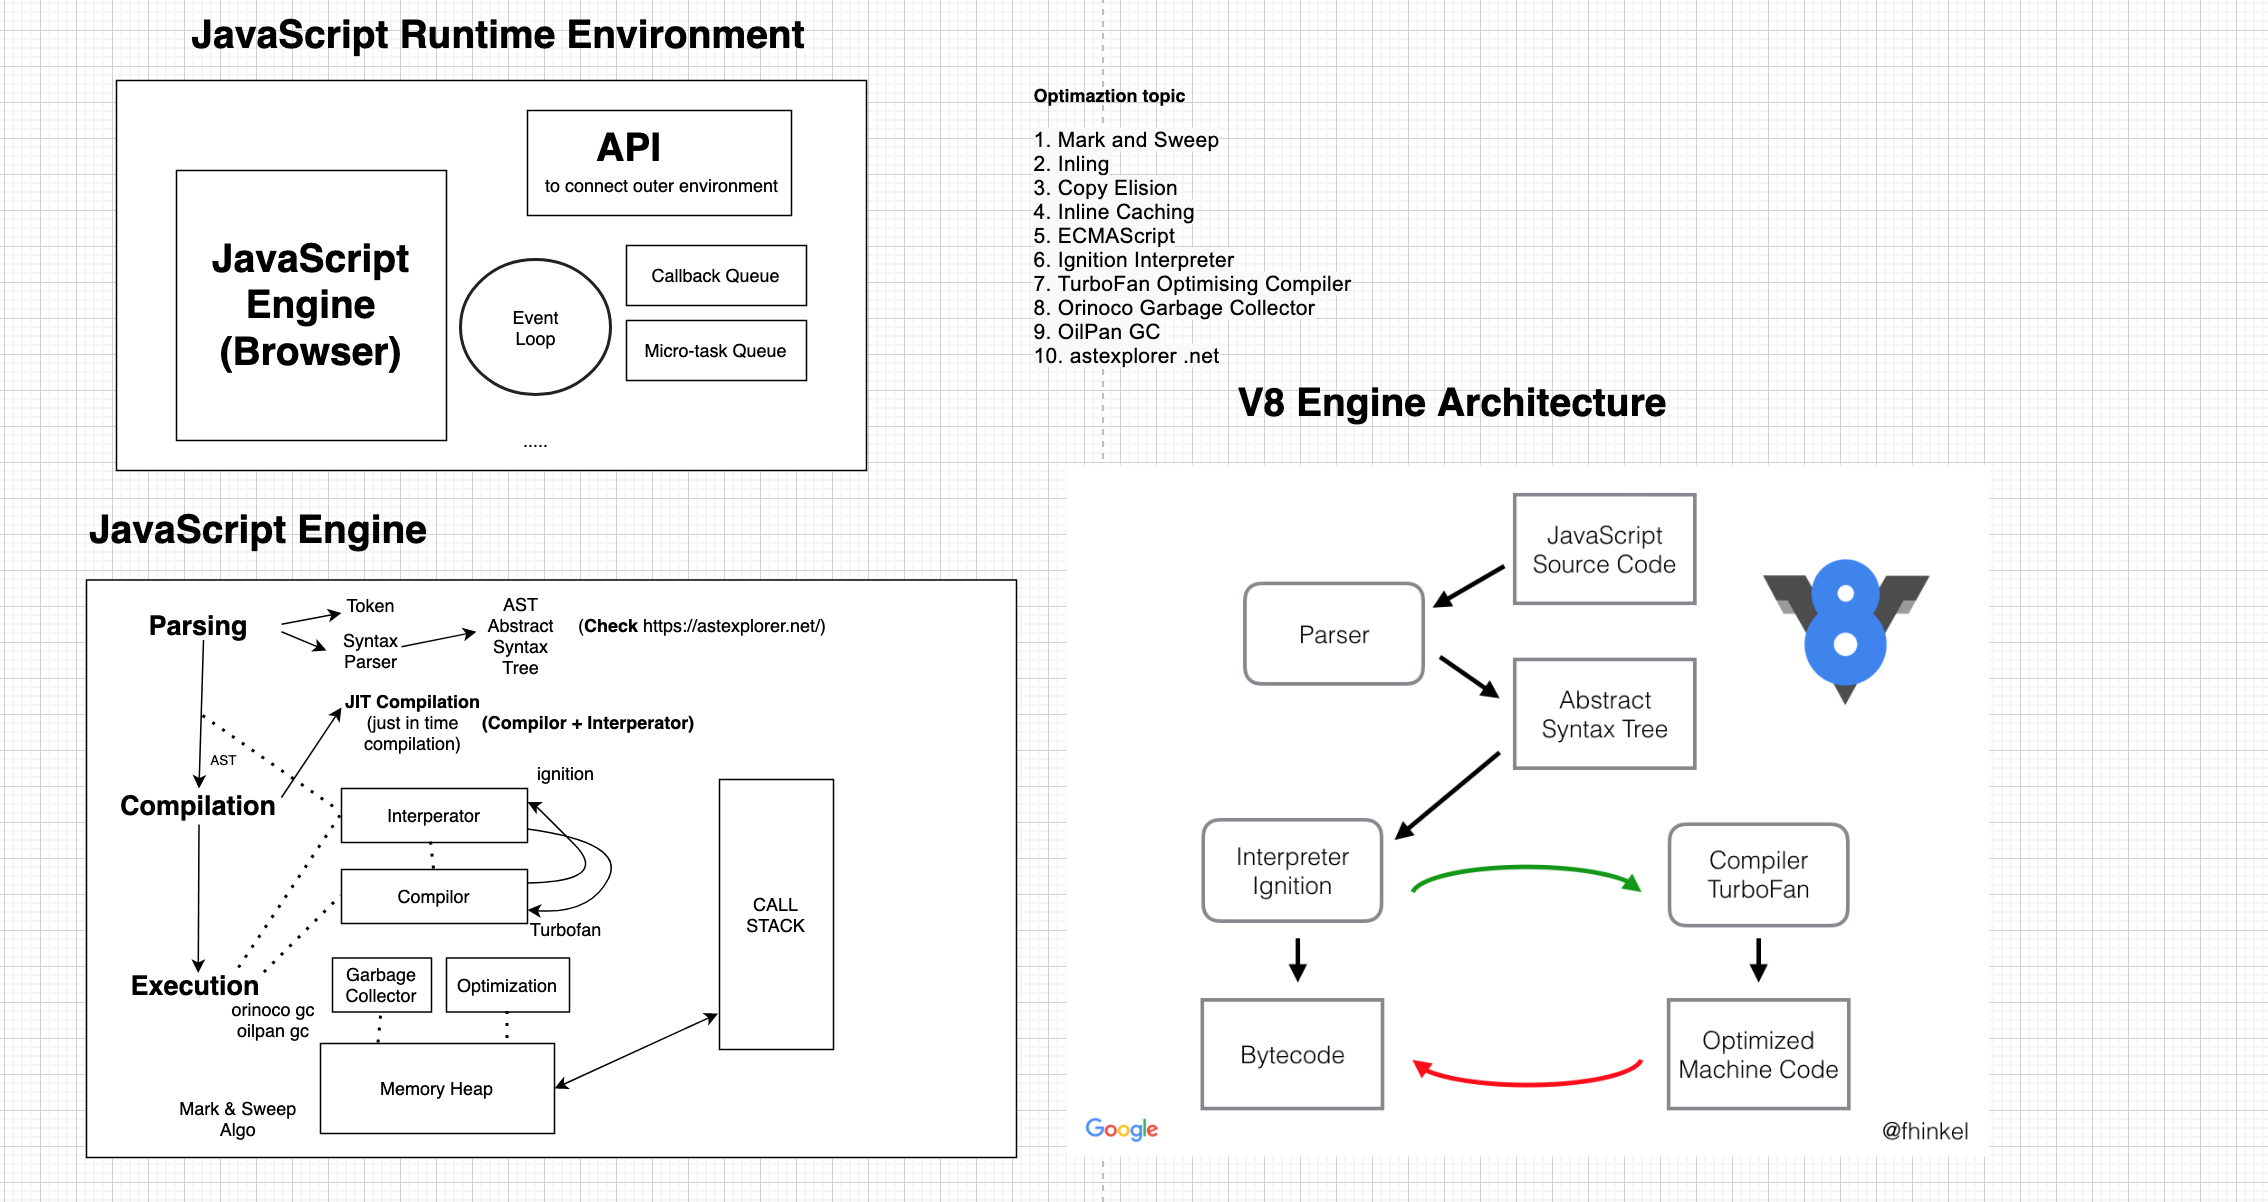 JavaScript Runtime Environment
API
to connect outer environment
JavaScript
Engine
(Browser)
Event
Loop
Callback Queue
Micro-task Queue
.....
Optimaztion topic
1. Mark and Sweep
2. Inling
3. Copy Elision
4. Inline Caching
5. ECMAScript
6. Ignition Interpreter
7. TurboFan Optimising Compiler
8. Orinoco Garbage Collector
9. OilPan GC
10. astexplorer .net
JavaScript Engine
Parsing
Token
Syntax
Parser
AST
Abstract
Syntax
Tree
(Check https://astexplorer.net/)
JIT Compilation
(just in time
compilation)
(Compilor + Interperator)
AST
Compilation
ignition
Interperator
Compilor
Turbofan
CALL
STACK
Execution
orinoco gc
oilpan gc
Garbage
Collector
Optimization
Memory Heap
Mark & Sweep
Algo
V8 Engine Architecture
JavaScript
Source Code
Parser
8
Abstract
Syntax Tree
Interpreter
Ignition
Compiler
TurboFan
Bytecode
Optimized
Machine Code
Google
@fhinkel